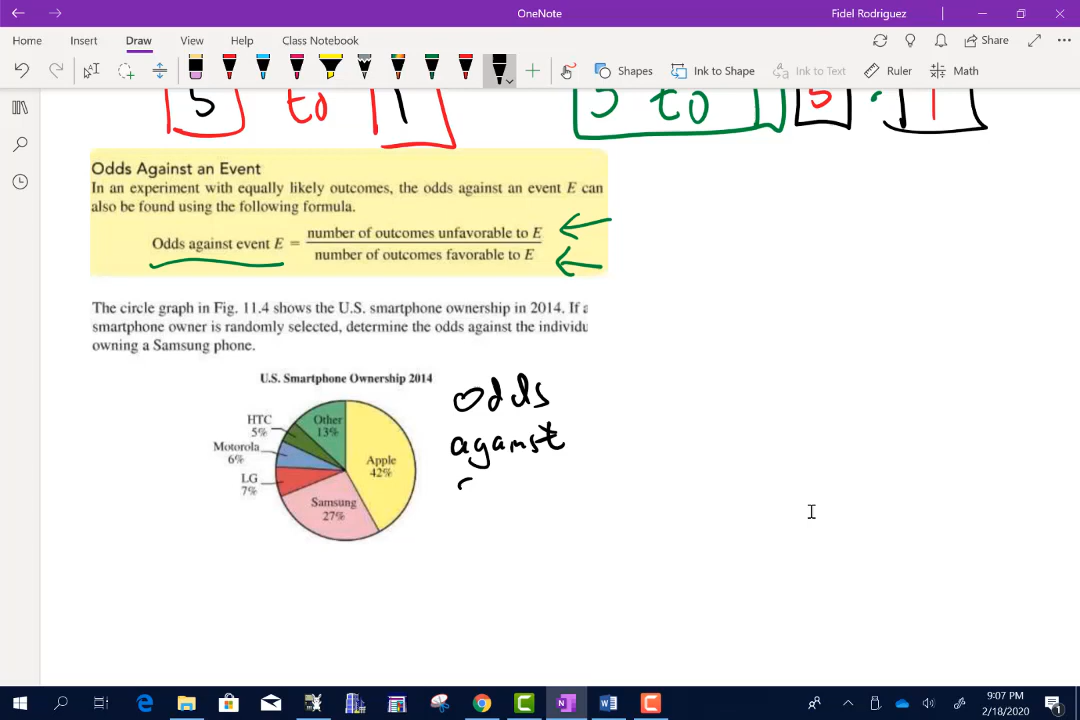 OneNote
Fidel Rodriguez
Home Insert Draw View Help Class Notebook
Share
Shapes Ink to Shape Ink to Text Ruler Math
5 to 1
5 to 1
5 : 1
Odds Against an Event
In an experiment with equally likely outcomes, the odds against an event E can
also be found using the following formula.
Odds against event E = number of outcomes unfavorable to E
number of outcomes favorable to E
The circle graph in Fig. 11.4 shows the U.S. smartphone ownership in 2014. If
smartphone owner is randomly selected, determine the odds against the individu
owning a Samsung phone.
U.S. Smartphone Ownership 2014
HTC
5%
Other
13%
Motorola
6%
Apple
42%
LG
7%
Samsung
27%
odds
against
9:07 PM
2/18/2020